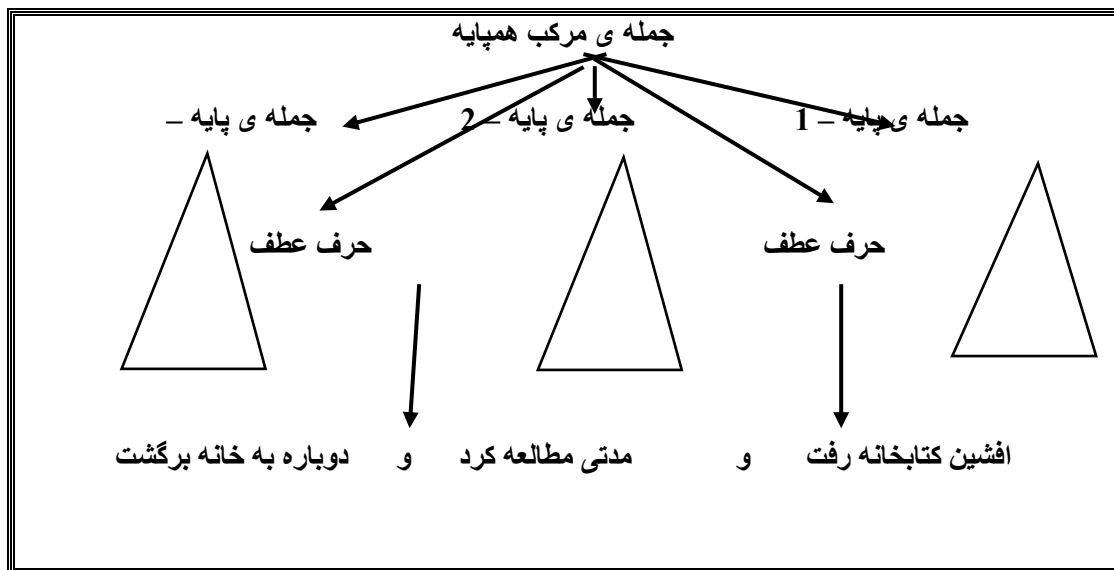 جمله ی مرکب همپایه
جمله ی پایه – 1 جمله ی پایه – 2 جمله ی پایه –
حرف عطف حرف عطف
افشین کتابخانه رفت و مدتی مطالعه کرد و دوباره به خانه برگشت